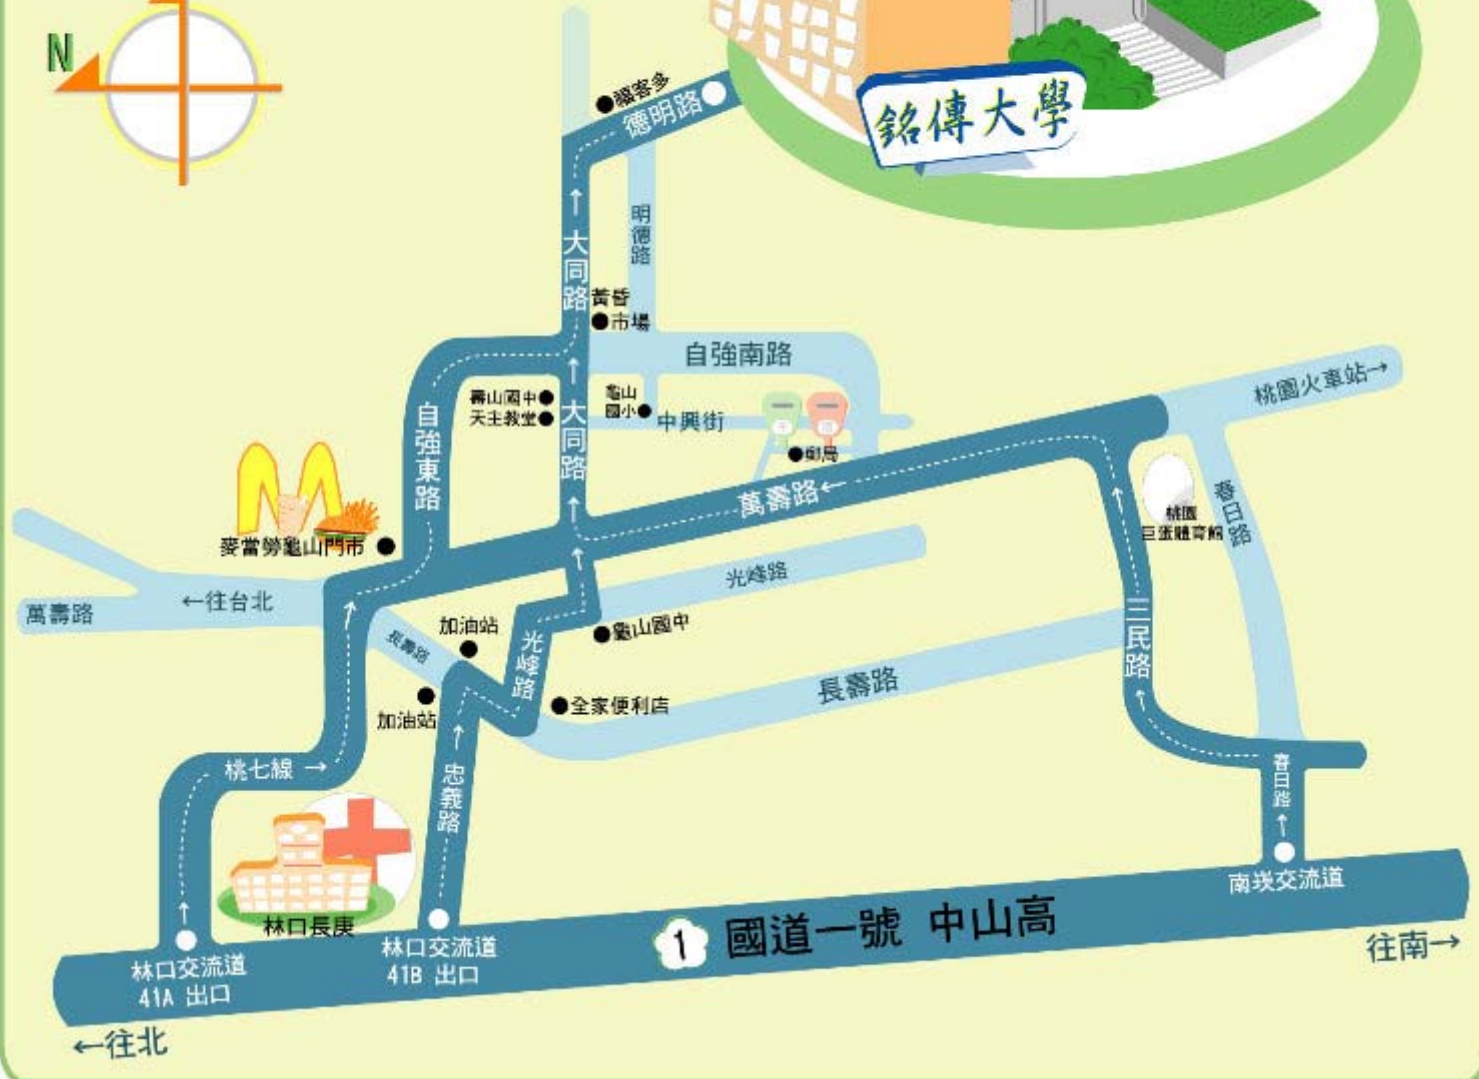 N
福客多
德明路
銘傳大學
明
德
路
大
同
路
黃昏
市場
自強南路
桃園火車站→
壽山國中
天主教堂
龜山
國小
中興街
大
同
路
自
強
東
路
郵局
萬壽路←
春
日
路
桃園
巨蛋體育館
麥當勞龜山門市
←往台北
萬壽路
光峰路
加油站
長壽路
光
峰
路
龜山國中
三
民
路
加油站
全家便利店
長壽路
桃七線 →
忠
義
路
春
日
路
林口長庚
南崁交流道
1 國道一號 中山高
林口交流道
41A 出口
林口交流道
41B 出口
往南→
←往北